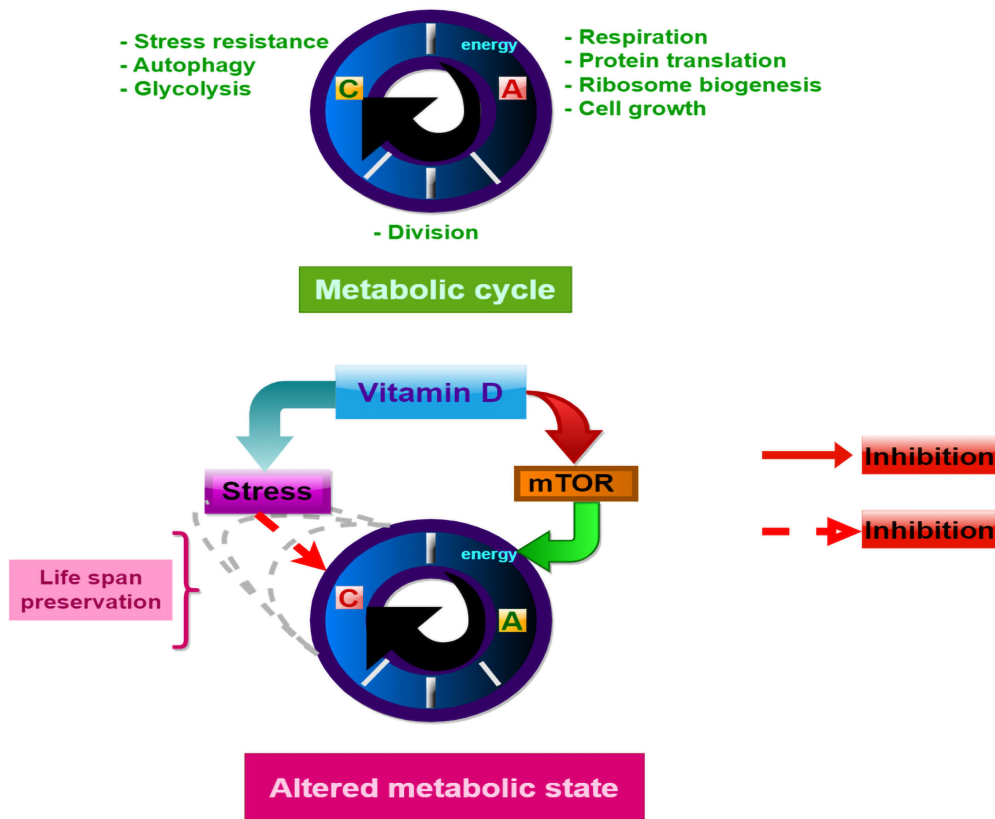 - Stress resistance
- Autophagy
- Glycolysis
energy
C
A
- Respiration
- Protein translation
- Ribosome biogenesis
- Cell growth
- Division
Metabolic cycle
Vitamin D
Stress
mTOR
Inhibition
Inhibition
Life span
preservation
energy
C
A
Altered metabolic state